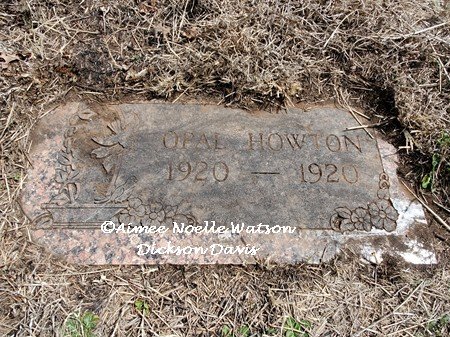 OPAL HOWTON
1920 — 1920
©Aimee Noelle Watson
Dickson Davis